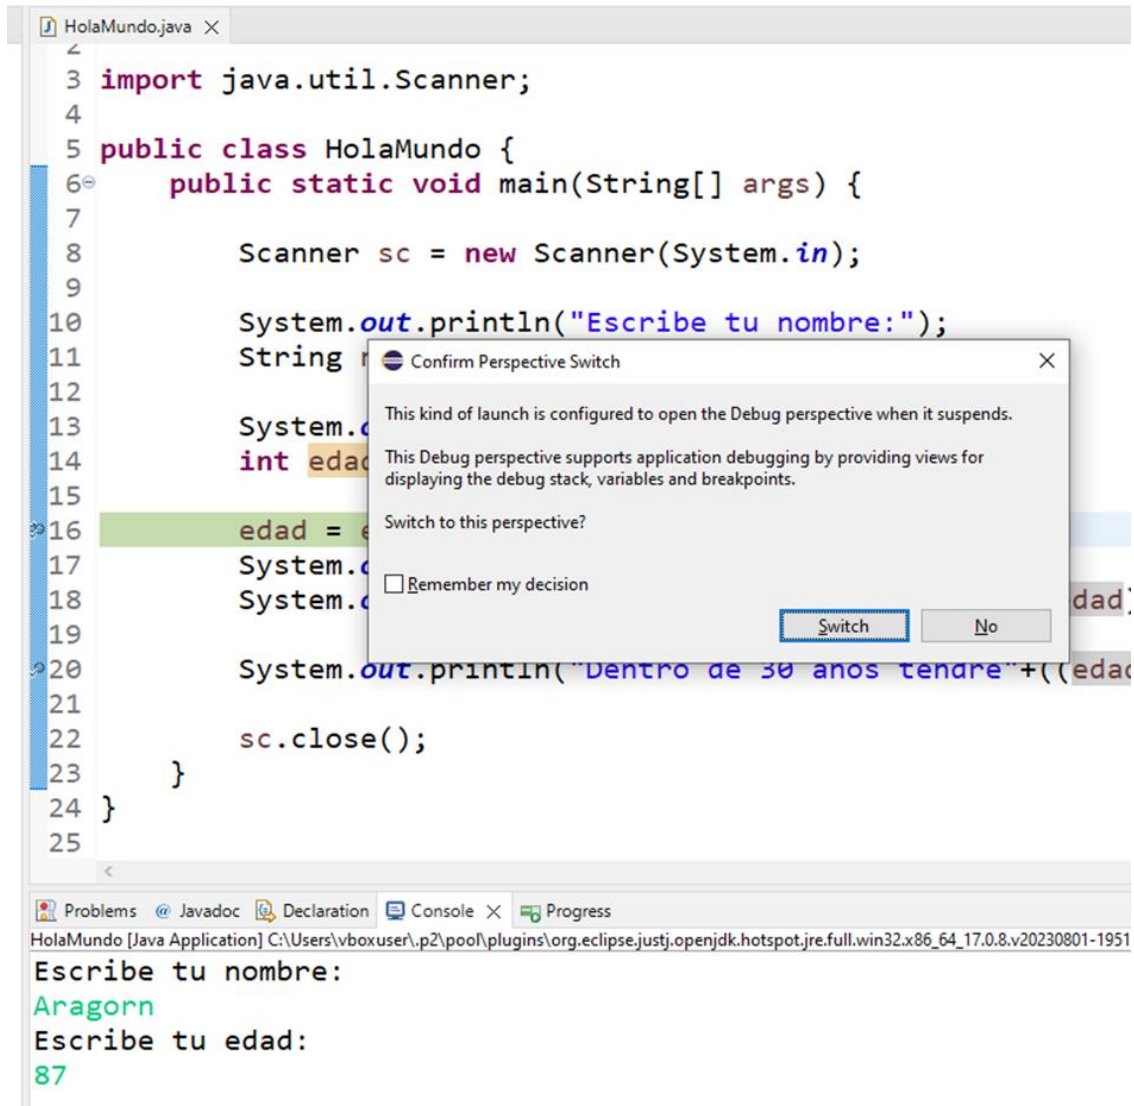 HolaMundo.java
3 import java.util.Scanner;
4
5 public class HolaMundo {
6 public static void main(String[] args) {
7
8 Scanner sc = new Scanner(System.in);
9
10 System.out.println("Escribe tu nombre:");
11 String
12
13 System.
14 int edad
15
16 edad =
17 System.
18 System. dad
19
20 System.out.println("Dentro de 30 años tendre"+((edad
21
22 sc.close();
23 }
24 }
25
Confirm Perspective Switch
This kind of launch is configured to open the Debug perspective when it suspends.
This Debug perspective supports application debugging by providing views for
displaying the debug stack, variables and breakpoints.
Switch to this perspective?
Remember my decision
Switch No
Problems @ Javadoc Declaration Console Progress
HolaMundo [Java Application] C:\Users\vboxuser\.p2\pool\plugins\org.eclipse.justj.openjdk.hotspot.jre.full.win32.x86_64_17.0.8.v20230801-1951
Escribe tu nombre:
Aragorn
Escribe tu edad:
87